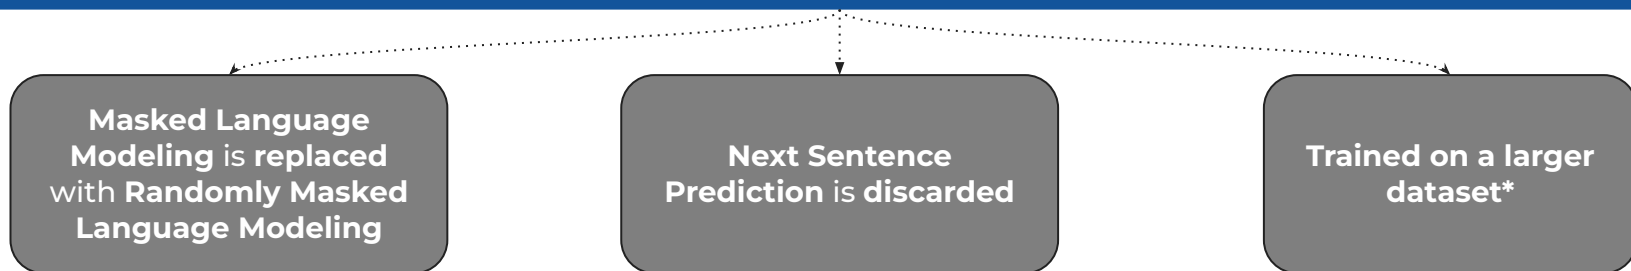 Masked Language
Modeling is replaced
with Randomly Masked
Language Modeling
Next Sentence
Prediction is discarded
Trained on a larger
dataset*